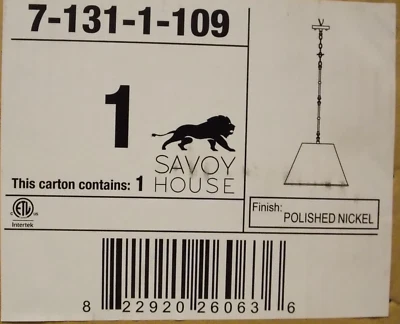 7-131-1-109
1
SAVOY
HOUSE
This carton contains: 1
ETL
Intertek
Finish: POLISHED NICKEL
8 22920 26063 6